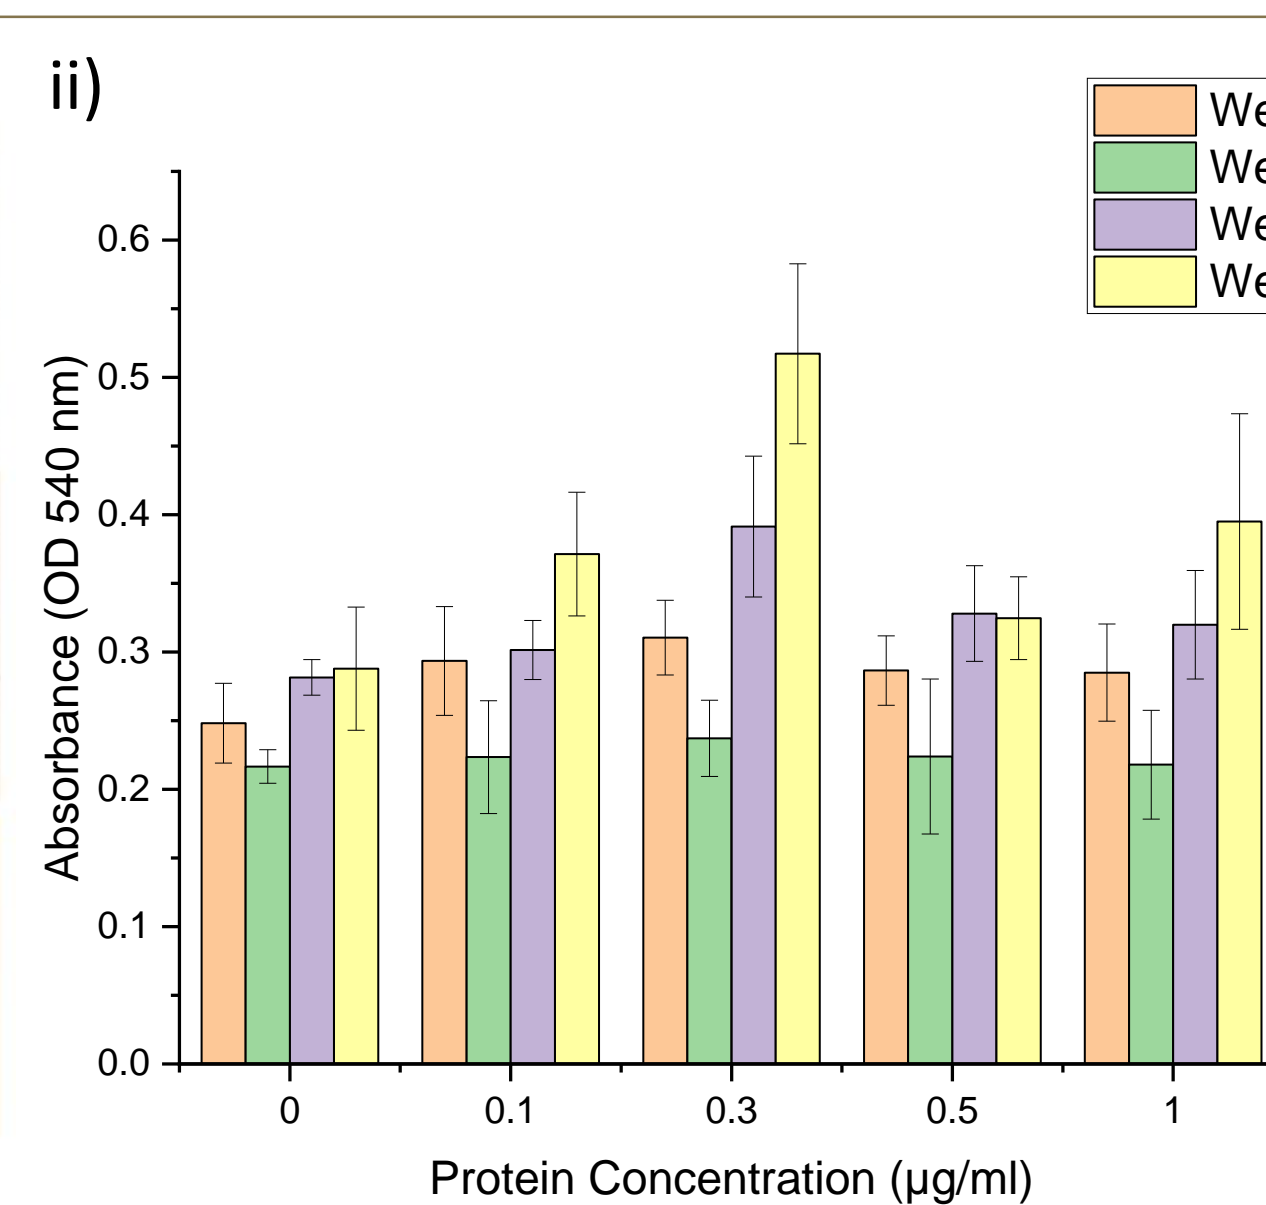 ii)
We
We
We
We
0.6
0.5
0.4
0.3
0.2
0.1
0.0
Absorbance (OD 540 nm)
0 0.1 0.3 0.5 1
Protein Concentration (µg/ml)